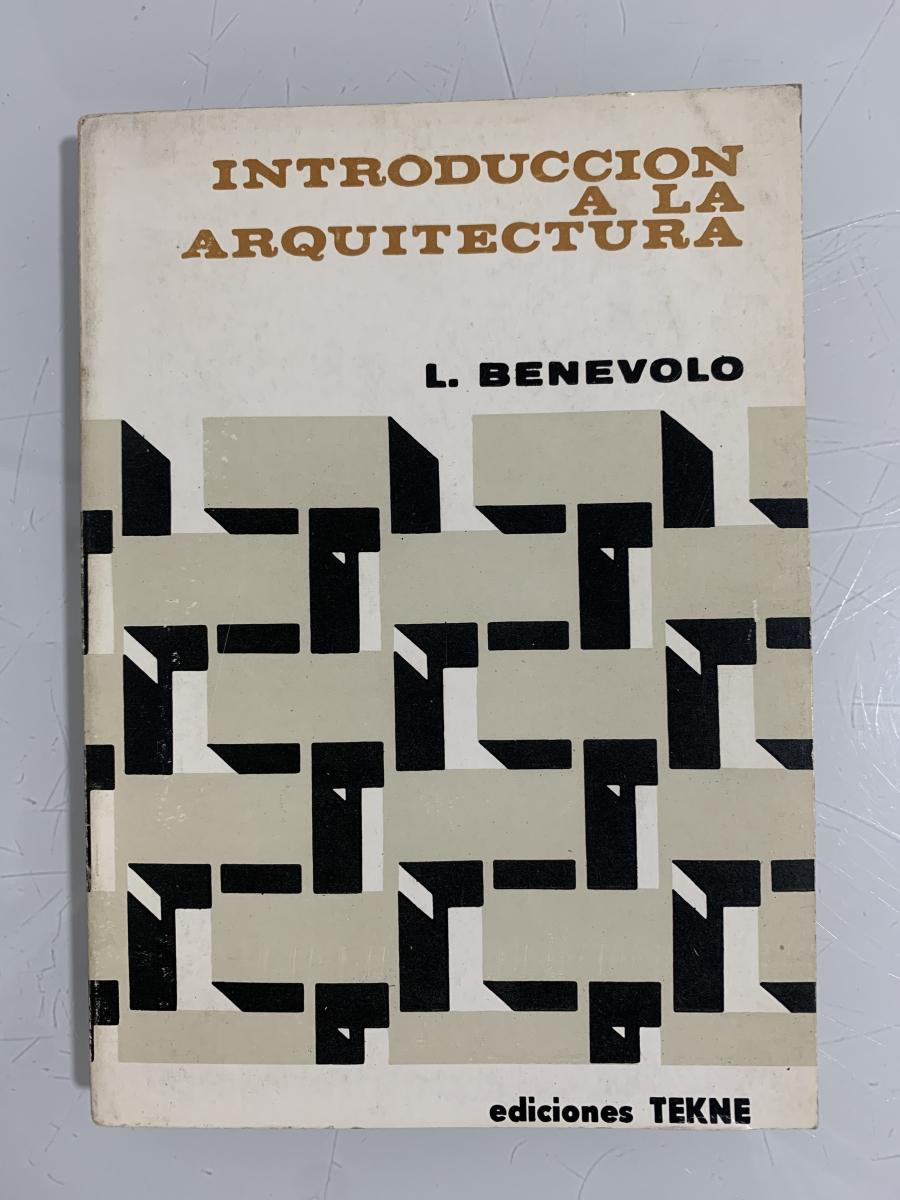 INTRODUCCION
A LA
ARQUITECTURA
L. BENEVOLO
ediciones TEKNE